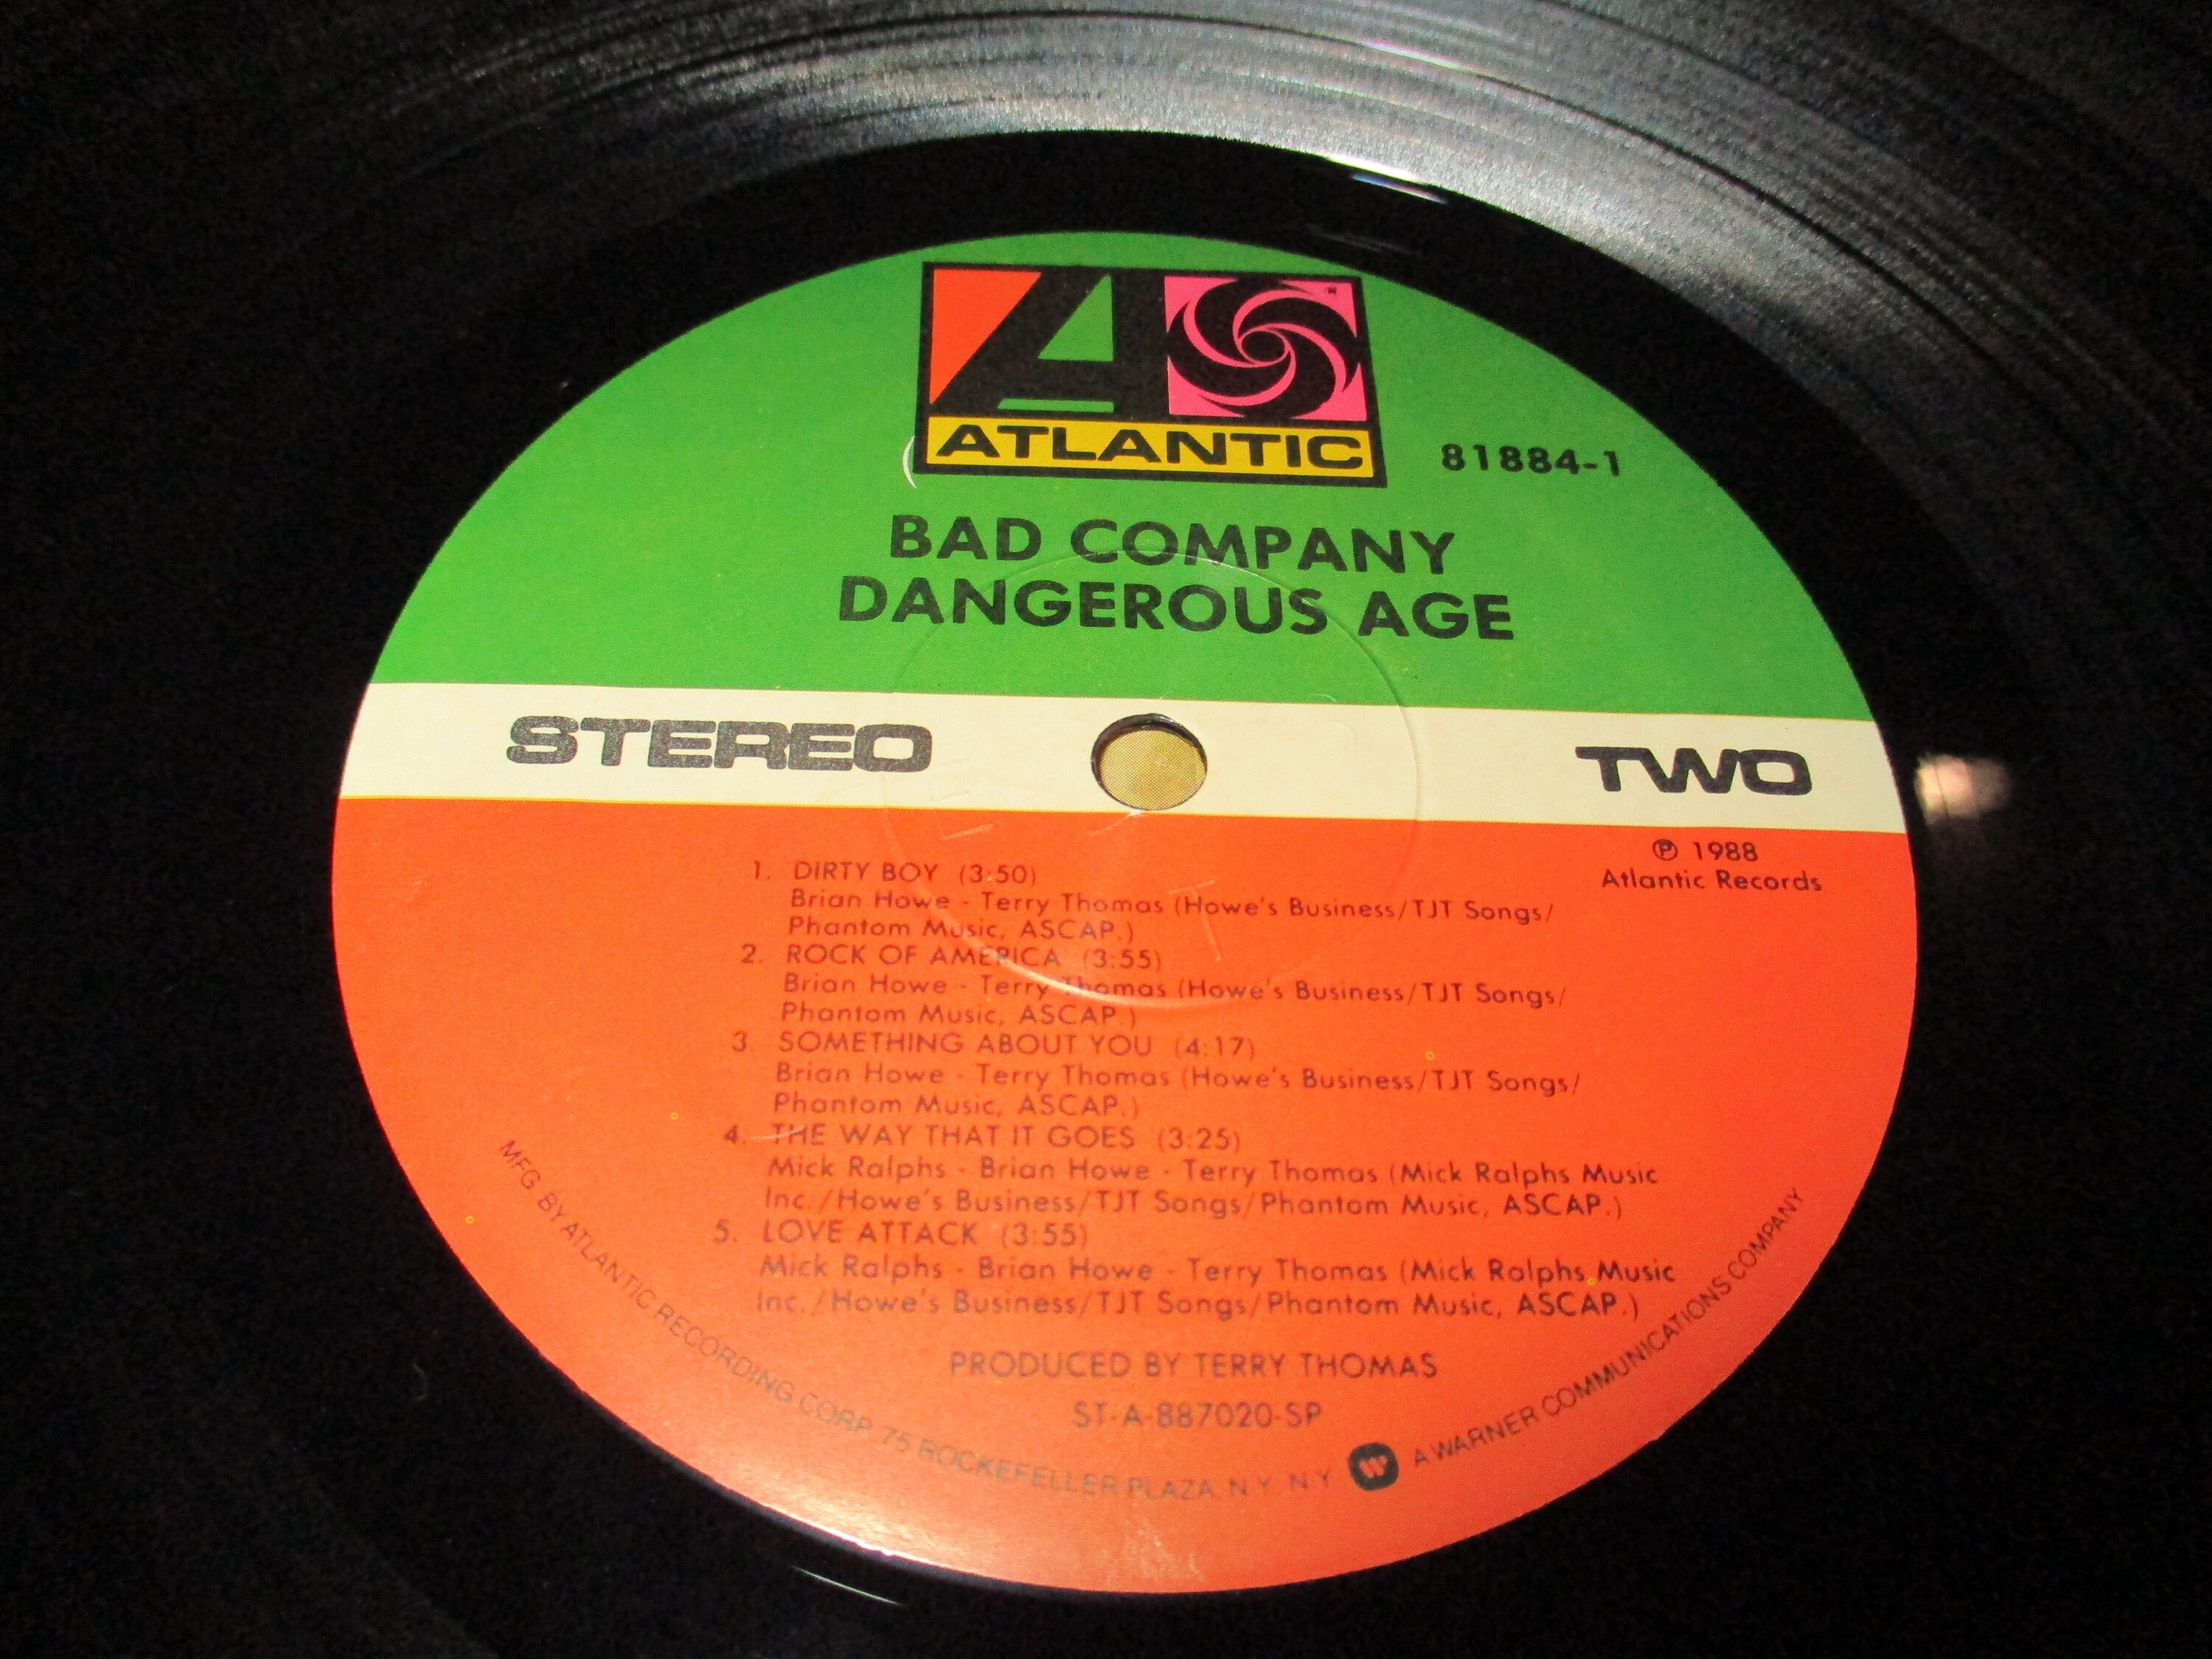 ATLANTIC
81884-1
BAD COMPANY
DANGEROUS AGE
STEREO
TWO
℗ 1988
Atlantic Records
1. DIRTY BOY (3:50)
Brian Howe - Terry Thomas (Howe's Business/TJT Songs/
Phantom Music, ASCAP.)
2. ROCK OF AMERICA (3:55)
Brian Howe - Terry Thomas (Howe's Business/TJT Songs/
Phantom Music, ASCAP.)
3. SOMETHING ABOUT YOU (4:17)
Brian Howe - Terry Thomas (Howe's Business/TJT Songs/
Phantom Music, ASCAP.)
4. THE WAY THAT IT GOES (3:25)
Mick Ralphs - Brian Howe - Terry Thomas (Mick Ralphs Music
Inc./Howe's Business/TJT Songs/Phantom Music, ASCAP.)
5. LOVE ATTACK (3:55)
Mick Ralphs - Brian Howe - Terry Thomas (Mick Ralphs Music
Inc./Howe's Business/TJT Songs/Phantom Music, ASCAP.)
PRODUCED BY TERRY THOMAS
ST-A-887020-SP
MFG BY ATLANTIC RECORDING CORP 75 ROCKEFELLER PLAZA N Y N Y W A WARNER COMMUNICATIONS COMPANY